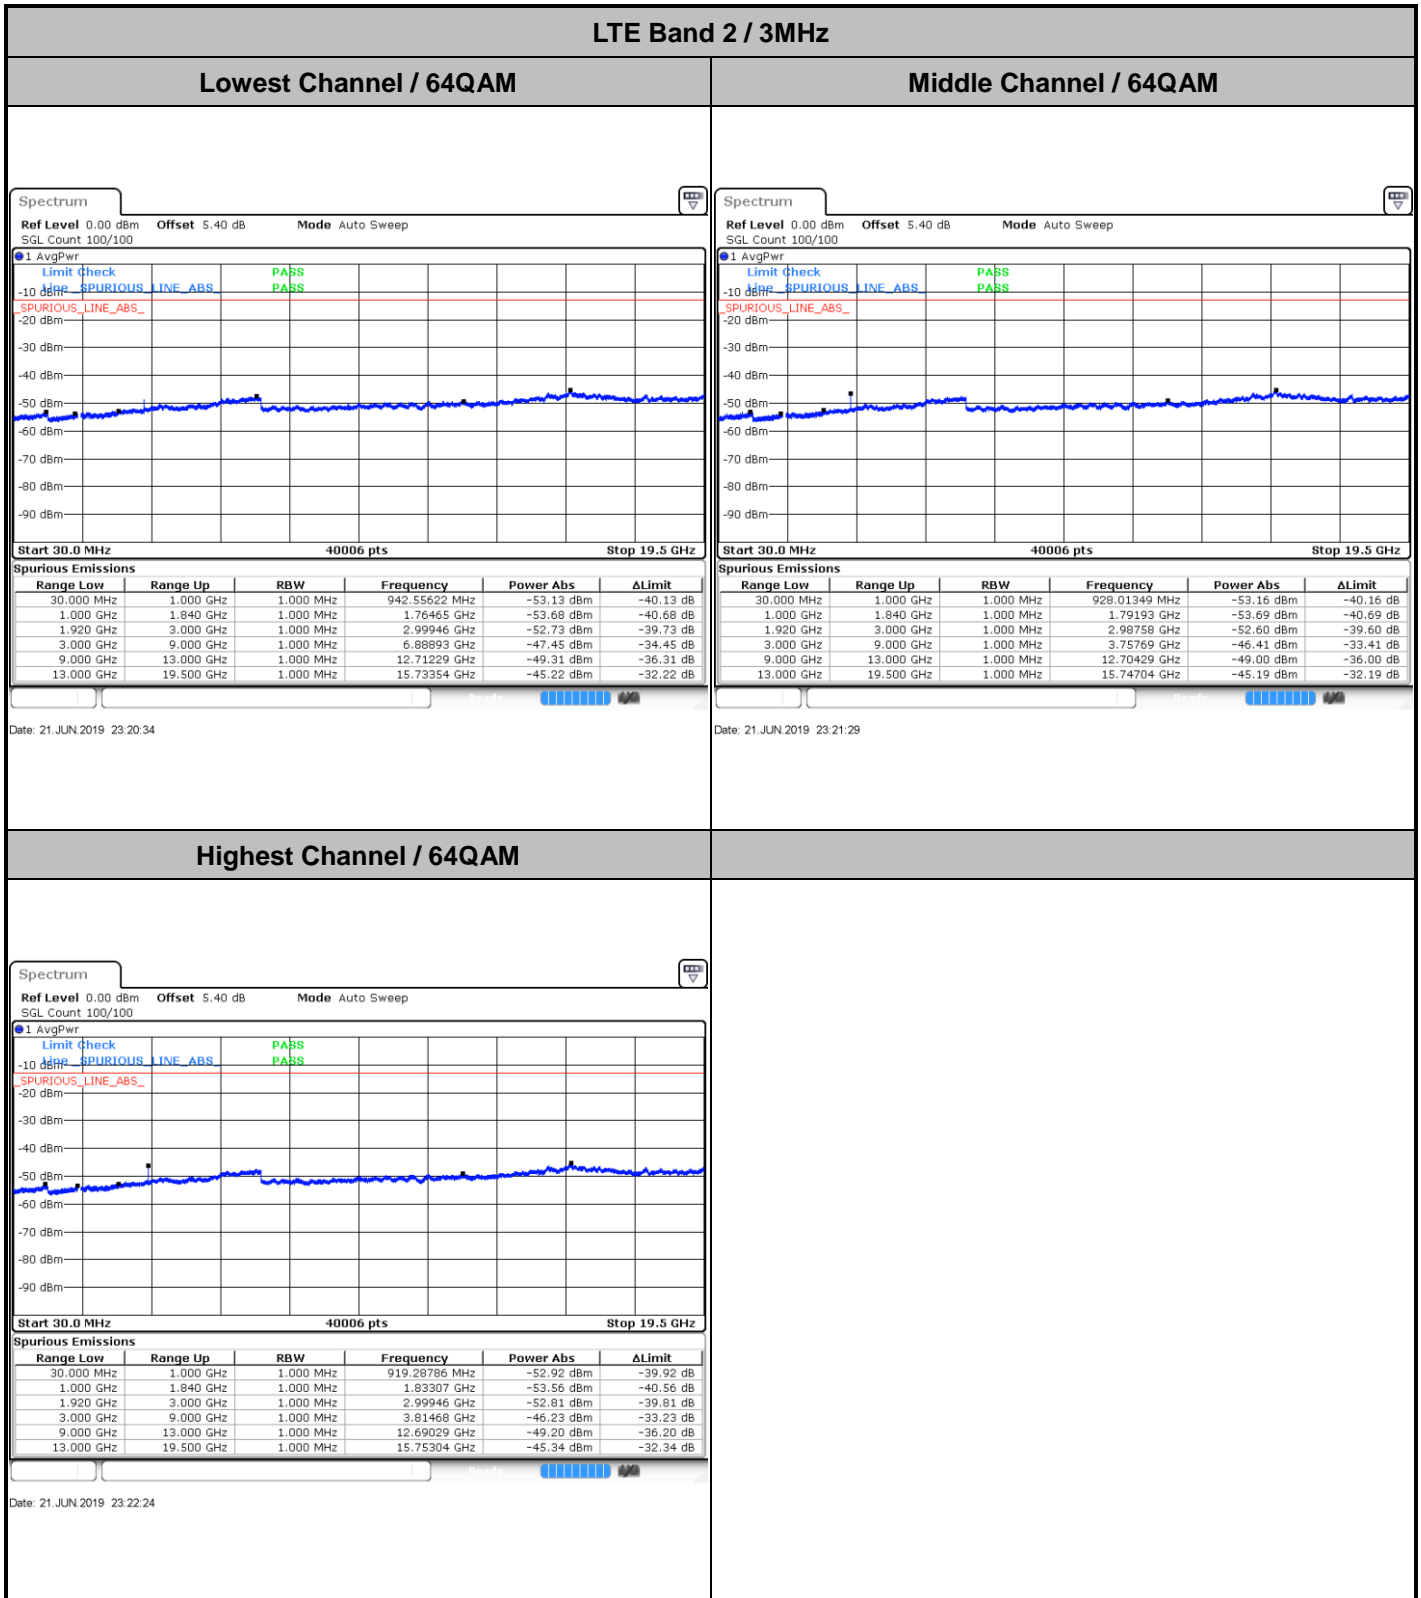 LTE Band 2 / 3MHz
Lowest Channel / 64QAM
Middle Channel / 64QAM
Spectrum
Ref Level 0.00 dBm Offset 5.40 dB Mode Auto Sweep
SGL Count 100/100
1 AvgPwr
Limit Check PASS
Line _SPURIOUS_LINE_ABS_ PASS
-10 dBm
_SPURIOUS_LINE_ABS_
-20 dBm
-30 dBm
-40 dBm
-50 dBm
-60 dBm
-70 dBm
-80 dBm
-90 dBm
Start 30.0 MHz 40006 pts Stop 19.5 GHz
Spurious Emissions
Range Low Range Up RBW Frequency Power Abs ΔLimit
30.000 MHz 1.000 GHz 1.000 MHz 942.55622 MHz -53.13 dBm -40.13 dB
1.000 GHz 1.840 GHz 1.000 MHz 1.76465 GHz -53.68 dBm -40.68 dB
1.920 GHz 3.000 GHz 1.000 MHz 2.99946 GHz -52.73 dBm -39.73 dB
3.000 GHz 9.000 GHz 1.000 MHz 6.88893 GHz -47.45 dBm -34.45 dB
9.000 GHz 13.000 GHz 1.000 MHz 12.71229 GHz -49.31 dBm -36.31 dB
13.000 GHz 19.500 GHz 1.000 MHz 15.73354 GHz -45.22 dBm -32.22 dB
Date: 21.JUN.2019 23:20:34
Spectrum
Ref Level 0.00 dBm Offset 5.40 dB Mode Auto Sweep
SGL Count 100/100
1 AvgPwr
Limit Check PASS
Line _SPURIOUS_LINE_ABS_ PASS
-10 dBm
_SPURIOUS_LINE_ABS_
-20 dBm
-30 dBm
-40 dBm
-50 dBm
-60 dBm
-70 dBm
-80 dBm
-90 dBm
Start 30.0 MHz 40006 pts Stop 19.5 GHz
Spurious Emissions
Range Low Range Up RBW Frequency Power Abs ΔLimit
30.000 MHz 1.000 GHz 1.000 MHz 928.01349 MHz -53.16 dBm -40.16 dB
1.000 GHz 1.840 GHz 1.000 MHz 1.79193 GHz -53.69 dBm -40.69 dB
1.920 GHz 3.000 GHz 1.000 MHz 2.98758 GHz -52.60 dBm -39.60 dB
3.000 GHz 9.000 GHz 1.000 MHz 3.75769 GHz -46.41 dBm -33.41 dB
9.000 GHz 13.000 GHz 1.000 MHz 12.70429 GHz -49.00 dBm -36.00 dB
13.000 GHz 19.500 GHz 1.000 MHz 15.74704 GHz -45.19 dBm -32.19 dB
Date: 21.JUN.2019 23:21:29
Highest Channel / 64QAM
Spectrum
Ref Level 0.00 dBm Offset 5.40 dB Mode Auto Sweep
SGL Count 100/100
1 AvgPwr
Limit Check PASS
Line _SPURIOUS_LINE_ABS_ PASS
-10 dBm
_SPURIOUS_LINE_ABS_
-20 dBm
-30 dBm
-40 dBm
-50 dBm
-60 dBm
-70 dBm
-80 dBm
-90 dBm
Start 30.0 MHz 40006 pts Stop 19.5 GHz
Spurious Emissions
Range Low Range Up RBW Frequency Power Abs ΔLimit
30.000 MHz 1.000 GHz 1.000 MHz 919.28786 MHz -52.92 dBm -39.92 dB
1.000 GHz 1.840 GHz 1.000 MHz 1.83307 GHz -53.56 dBm -40.56 dB
1.920 GHz 3.000 GHz 1.000 MHz 2.99946 GHz -52.81 dBm -39.81 dB
3.000 GHz 9.000 GHz 1.000 MHz 3.81468 GHz -46.23 dBm -33.23 dB
9.000 GHz 13.000 GHz 1.000 MHz 12.69029 GHz -49.20 dBm -36.20 dB
13.000 GHz 19.500 GHz 1.000 MHz 15.75304 GHz -45.34 dBm -32.34 dB
Date: 21.JUN.2019 23:22:24